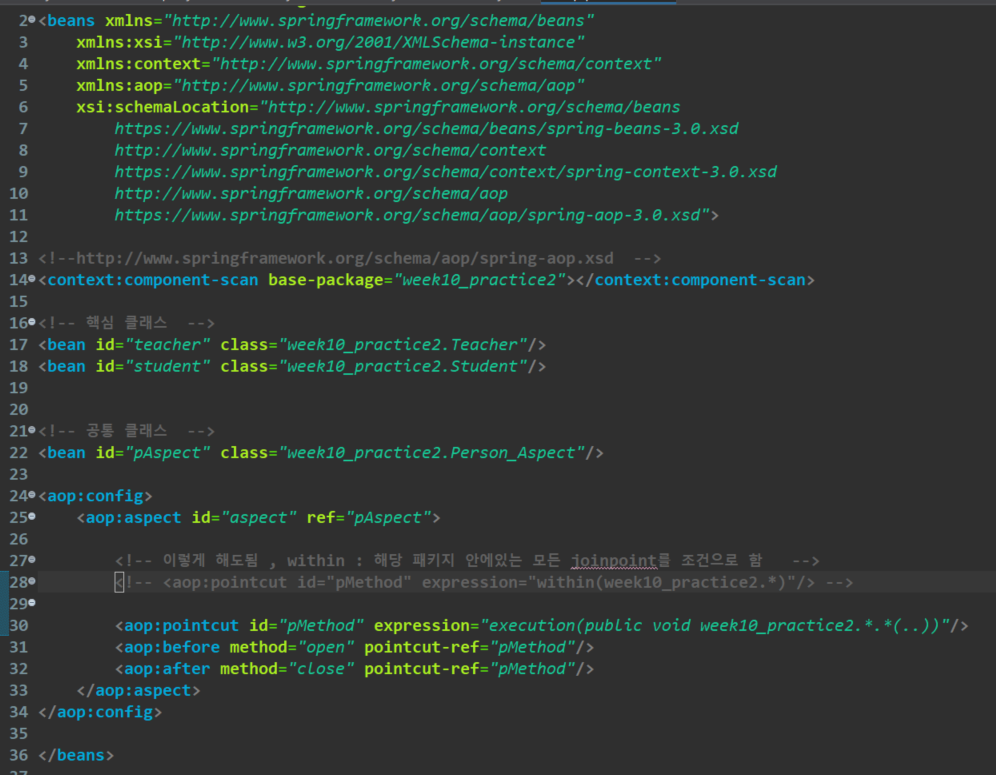 2 <beans xmlns="http://www.springframework.org/schema/beans"
3 xmlns:xsi="http://www.w3.org/2001/XMLSchema-instance"
4 xmlns:context="http://www.springframework.org/schema/context"
5 xmlns:aop="http://www.springframework.org/schema/aop"
6 xsi:schemaLocation="http://www.springframework.org/schema/beans
7 https://www.springframework.org/schema/beans/spring-beans-3.0.xsd
8 http://www.springframework.org/schema/context
9 https://www.springframework.org/schema/context/spring-context-3.0.xsd
10 http://www.springframework.org/schema/aop
11 https://www.springframework.org/schema/aop/spring-aop-3.0.xsd">
12
13 <!--http://www.springframework.org/schema/aop/spring-aop.xsd -->
14 <context:component-scan base-package="week10_practice2"></context:component-scan>
15
16 <!-- 핵심 클래스 -->
17 <bean id="teacher" class="week10_practice2.Teacher"/>
18 <bean id="student" class="week10_practice2.Student"/>
19
20
21 <!-- 공통 클래스 -->
22 <bean id="pAspect" class="week10_practice2.Person_Aspect"/>
23
24 <aop:config>
25 <aop:aspect id="aspect" ref="pAspect">
26
27 <!-- 이렇게 해도됨 , within : 해당 패키지 안에있는 모든 joinpoint를 조건으로 함 -->
28 <!-- <aop:pointcut id="pMethod" expression="within(week10_practice2.*)"/> -->
29
30 <aop:pointcut id="pMethod" expression="execution(public void week10_practice2.*.*(..))"/>
31 <aop:before method="open" pointcut-ref="pMethod"/>
32 <aop:after method="close" pointcut-ref="pMethod"/>
33 </aop:aspect>
34 </aop:config>
35
36 </beans>